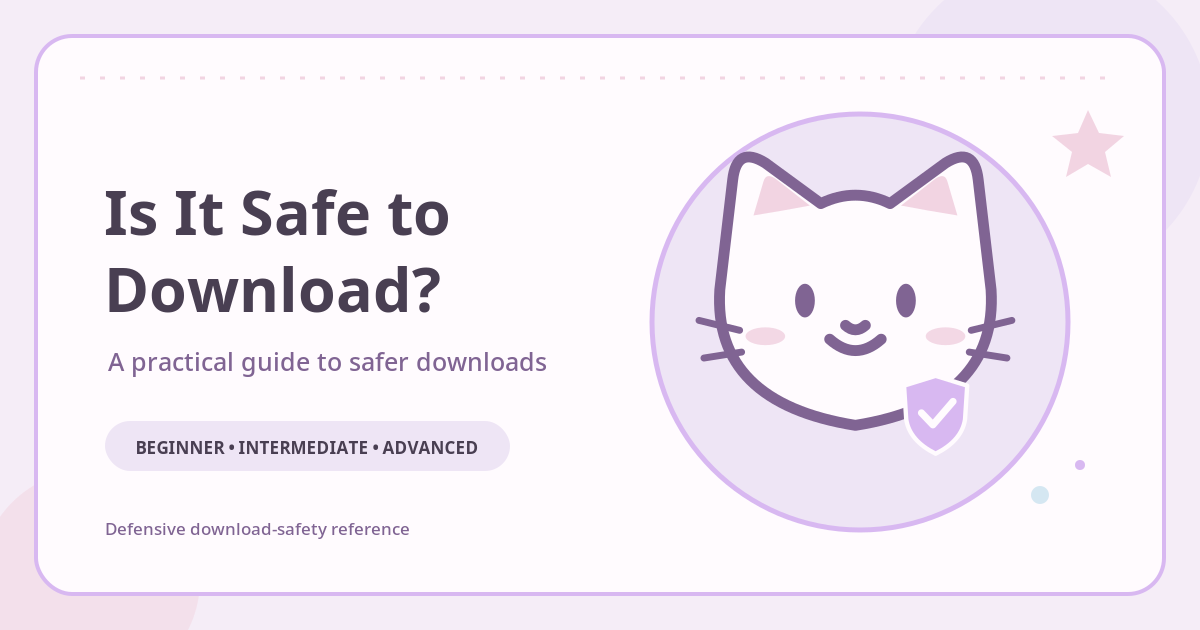 Is It Safe to
Download?
A practical guide to safer downloads
BEGINNER • INTERMEDIATE • ADVANCED
Defensive download-safety reference